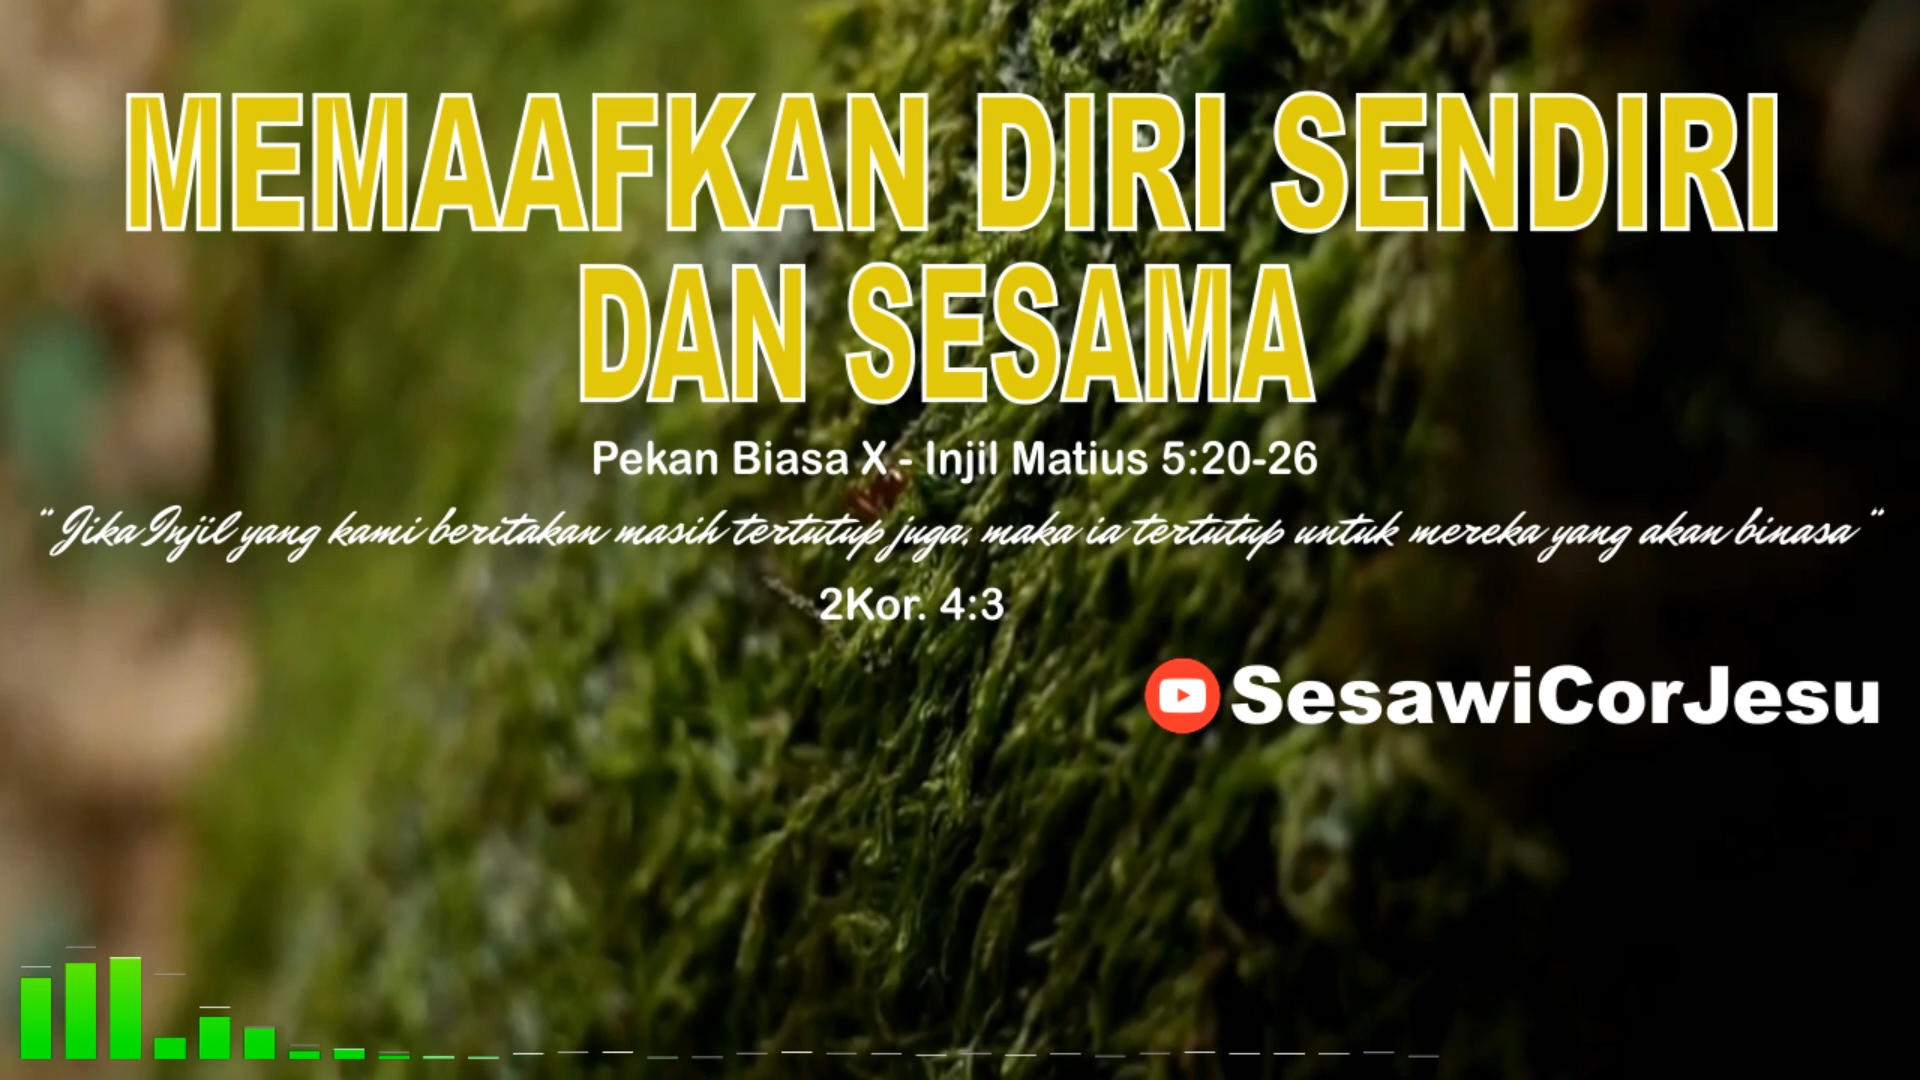 MEMAAFKAN DIRI SENDIRI
DAN SESAMA
Pekan Biasa X - Injil Matius 5:20-26
“ Jika Injil yang kami beritakan masih tertutup juga, maka ia tertutup untuk mereka yang akan binasa “
2Kor. 4:3
SesawiCorJesu